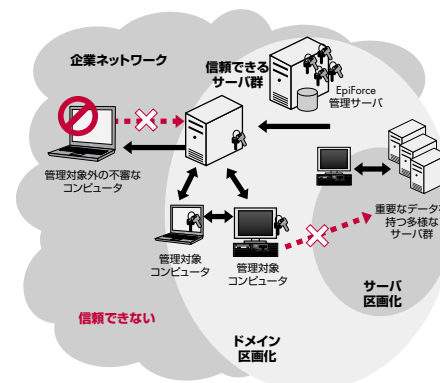 企業ネットワーク
信頼できる
サーバ群
EpiForce
管理サーバ
管理対象外の不審な
コンピュータ
重要なデータを
持つ多様な
サーバ群
管理対象
コンピュータ
管理対象
コンピュータ
サーバ
区画化
信頼できない
ドメイン
区画化